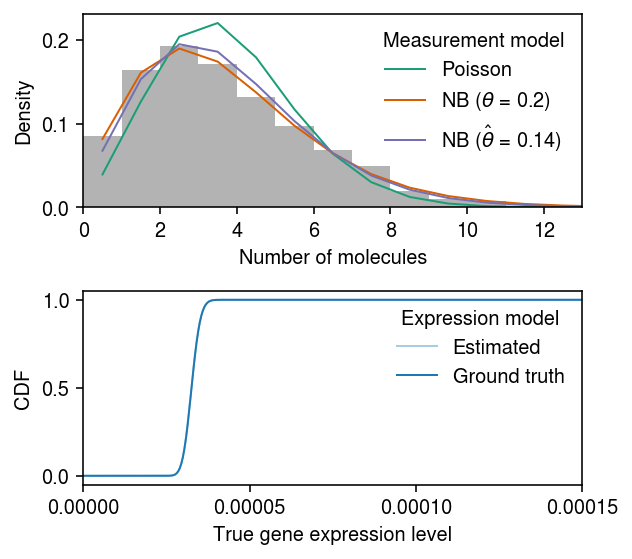 Density
0.2
0.1
0.0
Measurement model
Poisson
NB (θ = 0.2)
NB (θ̂ = 0.14)
0 2 4 6 8 10 12
Number of molecules
CDF
1.0
0.5
0.0
Expression model
Estimated
Ground truth
0.00000 0.00005 0.00010 0.00015
True gene expression level